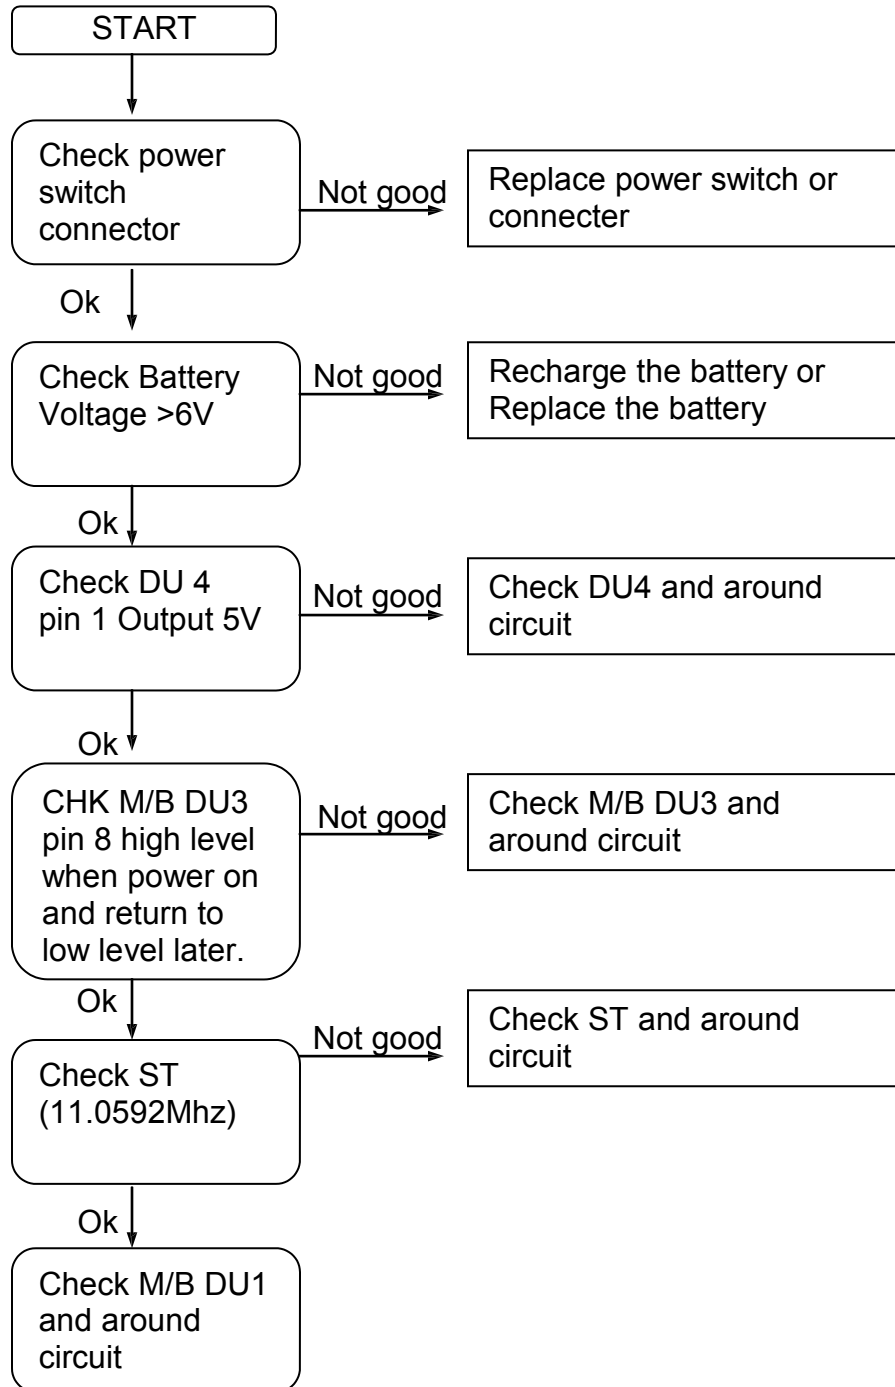 START
Check power
switch
connector
Not good
Replace power switch or
connecter
Ok
Check Battery
Voltage >6V
Not good
Recharge the battery or
Replace the battery
Ok
Check DU 4
pin 1 Output 5V
Not good
Check DU4 and around
circuit
Ok
CHK M/B DU3
pin 8 high level
when power on
and return to
low level later.
Not good
Check M/B DU3 and
around circuit
Ok
Check ST
(11.0592Mhz)
Not good
Check ST and around
circuit
Ok
Check M/B DU1
and around
circuit